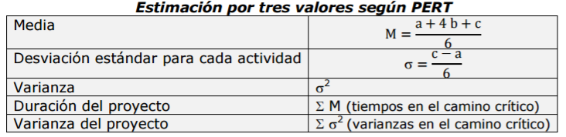 Estimación por tres valores según PERT
Media M = (a + 4 b + c) / 6
Desviación estándar para cada actividad σ = (c − a) / 6
Varianza σ²
Duración del proyecto Σ M (tiempos en el camino crítico)
Varianza del proyecto Σ σ² (varianzas en el camino crítico)